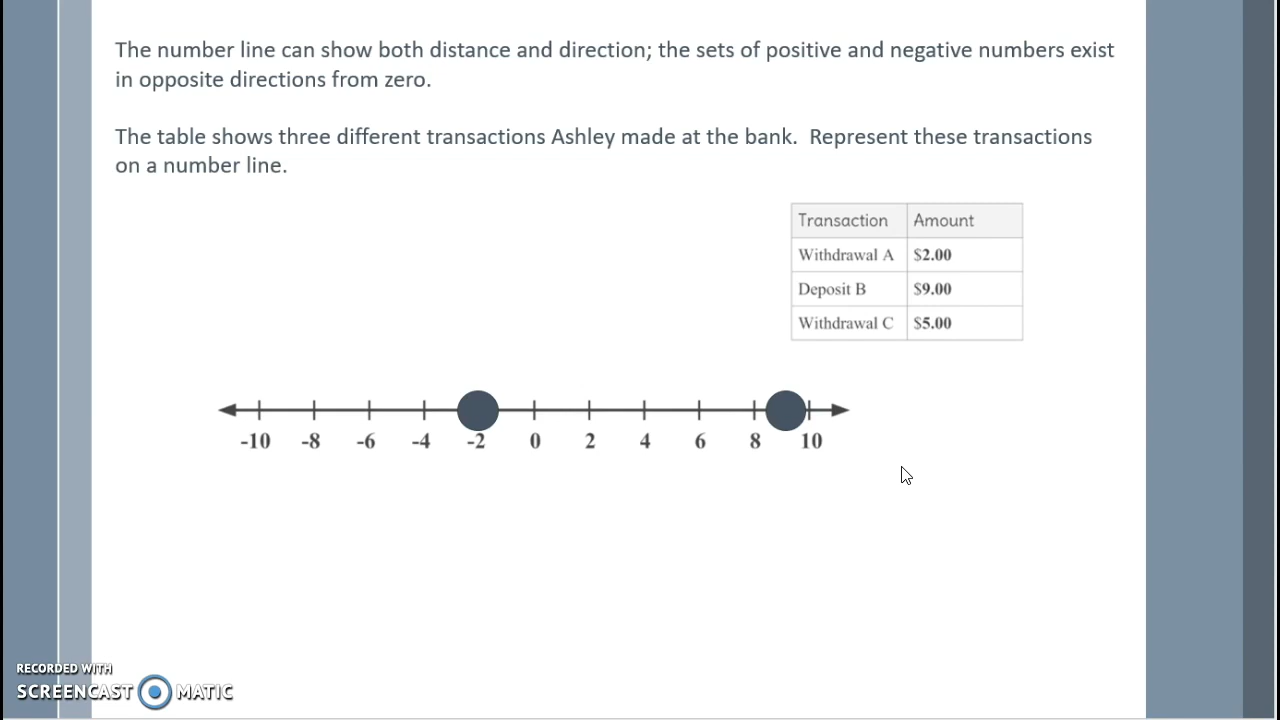 The number line can show both distance and direction; the sets of positive and negative numbers exist
in opposite directions from zero.
The table shows three different transactions Ashley made at the bank. Represent these transactions
on a number line.
Transaction Amount
Withdrawal A $2.00
Deposit B $9.00
Withdrawal C $5.00
-10 -8 -6 -4 -2 0 2 4 6 8 10
RECORDED WITH
SCREENCAST MATIC